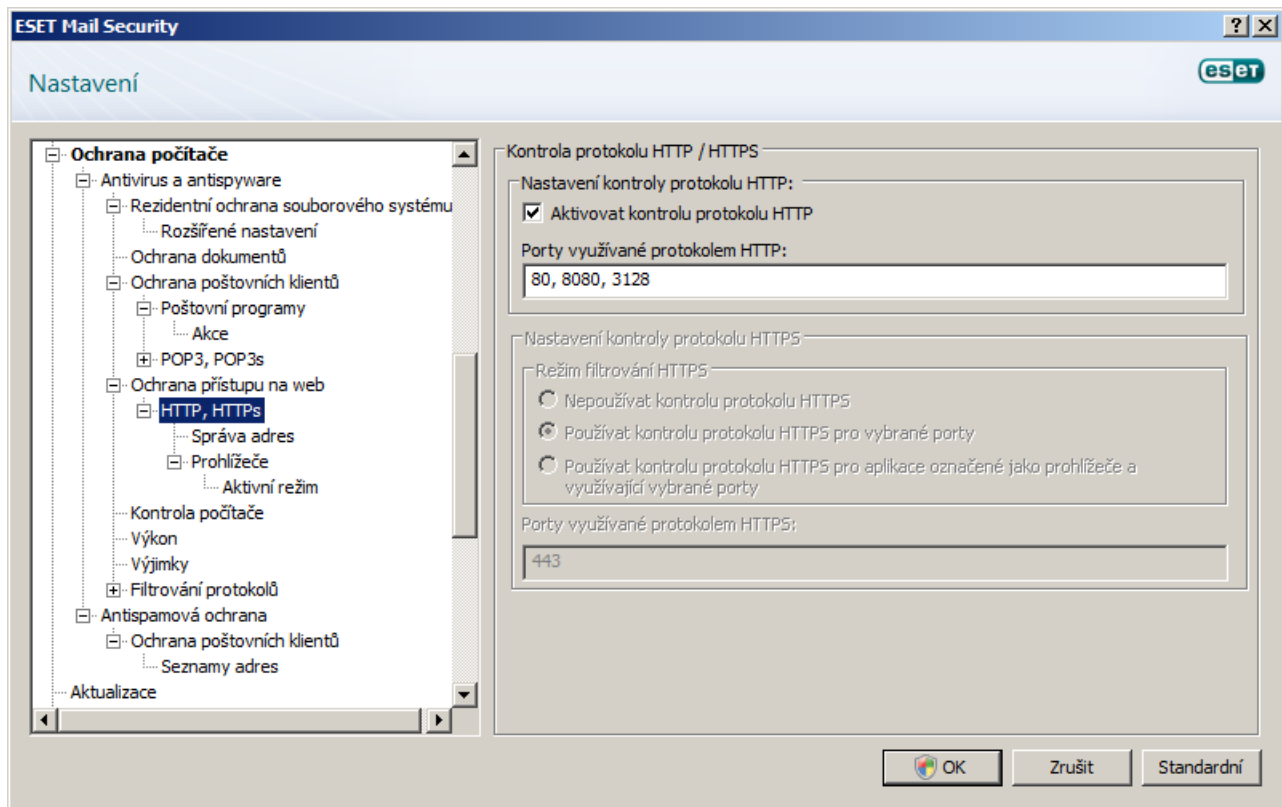 ESET Mail Security
Nastavení
eset
Ochrana počítače
Antivirus a antispyware
Rezidentní ochrana souborového systému
Rozšířené nastavení
Ochrana dokumentů
Ochrana poštovních klientů
Poštovní programy
Akce
POP3, POP3s
Ochrana přístupu na web
HTTP, HTTPs
Správa adres
Prohlížeče
Aktivní režim
Kontrola počítače
Výkon
Výjimky
Filtrování protokolů
Antispamová ochrana
Ochrana poštovních klientů
Seznamy adres
Aktualizace
Kontrola protokolu HTTP / HTTPS
Nastavení kontroly protokolu HTTP:
Aktivovat kontrolu protokolu HTTP
Porty využívané protokolem HTTP:
80, 8080, 3128
Nastavení kontroly protokolu HTTPS
Režim filtrování HTTPS
Nepoužívat kontrolu protokolu HTTPS
Používat kontrolu protokolu HTTPS pro vybrané porty
Používat kontrolu protokolu HTTPS pro aplikace označené jako prohlížeče a
využívající vybrané porty
Porty využívané protokolem HTTPS:
443
OK
Zrušit
Standardní